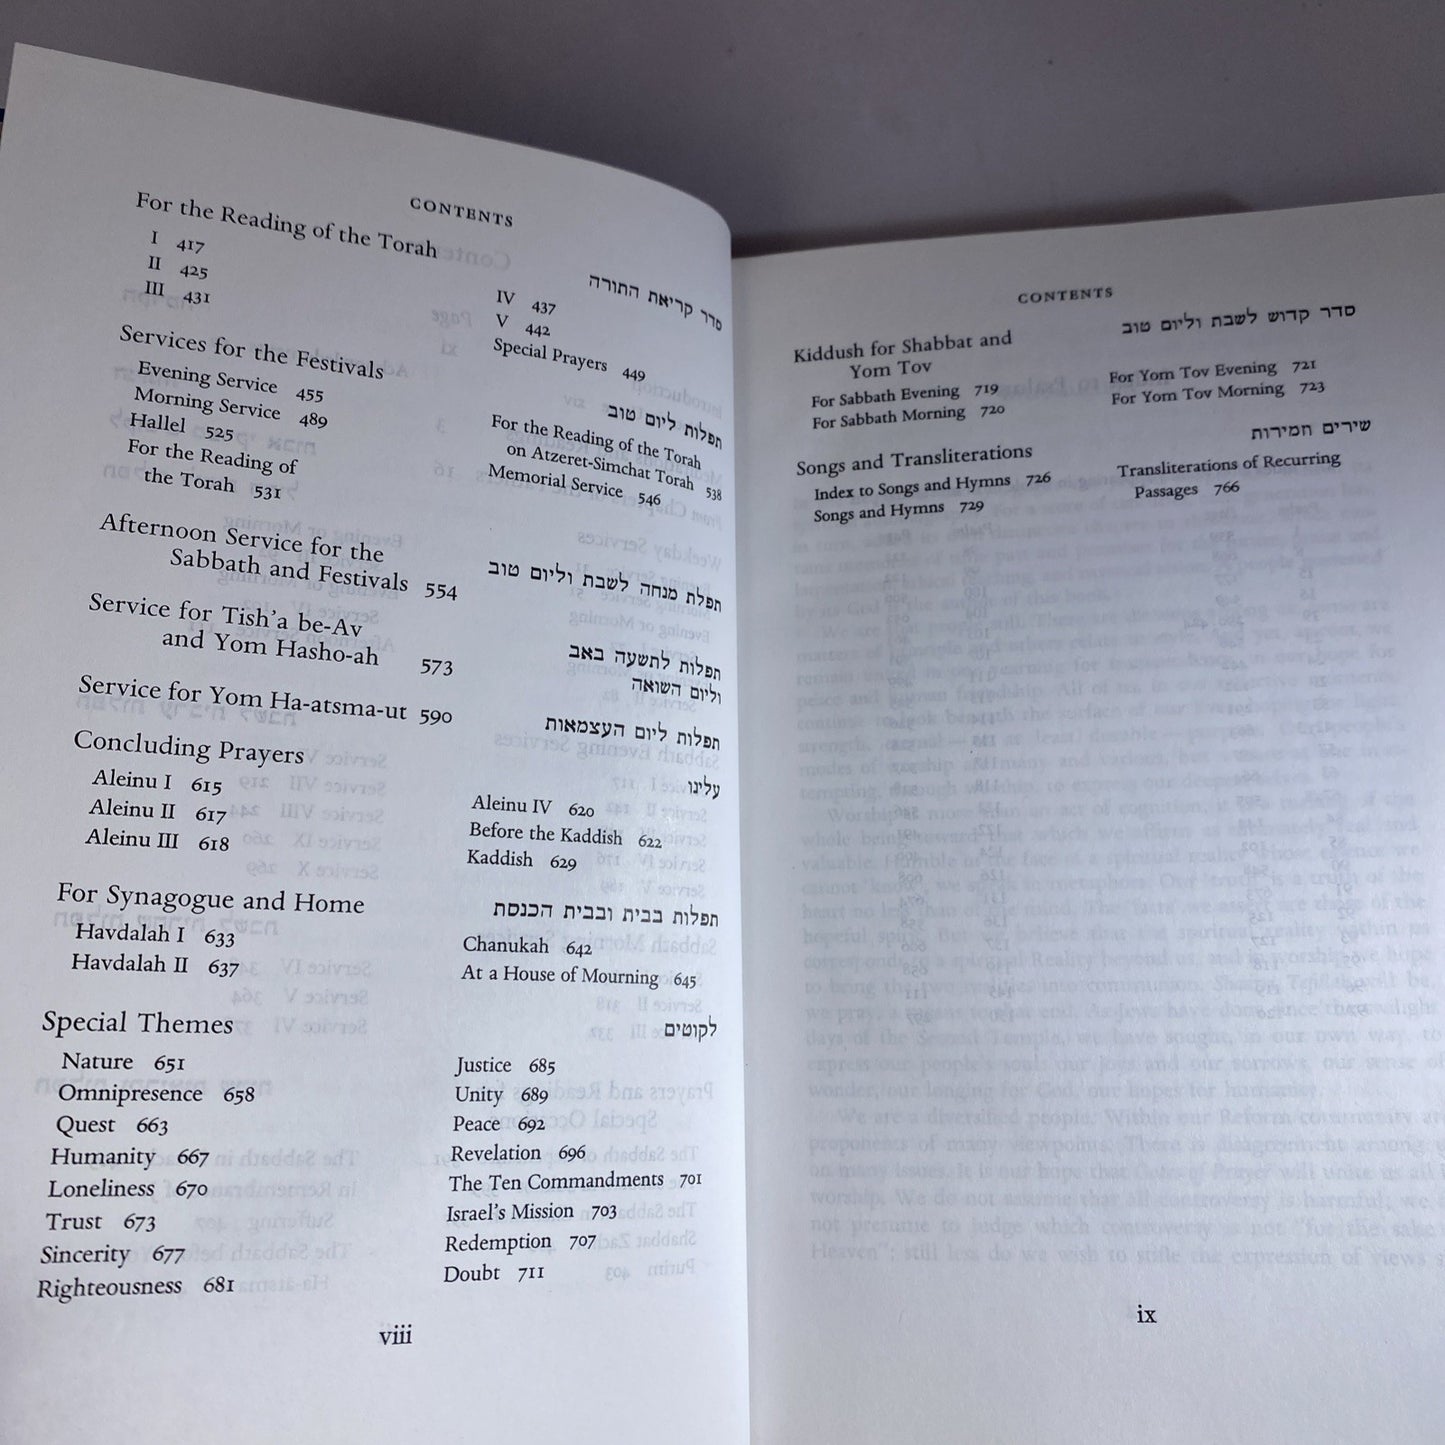 CONTENTS
For the Reading of the Torah
סדר קריאת התורה
I 417
II 425
III 431
IV 437
V 442
Special Prayers 449
Services for the Festivals
תפלות ליום טוב
Evening Service 455
Morning Service 489
Hallel 525
For the Reading of
the Torah 531
For the Reading of the Torah
on Atzeret-Simchat Torah 538
Memorial Service 546
Afternoon Service for the
Sabbath and Festivals 554
תפלת מנחה לשבת וליום טוב
Service for Tish'a be-Av
and Yom Hasho-ah 573
תפלות לתשעה באב
וליום השואה
Service for Yom Ha-atsma-ut 590
תפלות ליום העצמאות
Concluding Prayers
עלינו
Aleinu I 615
Aleinu II 617
Aleinu III 618
Aleinu IV 620
Before the Kaddish 622
Kaddish 629
For Synagogue and Home
תפלות בבית ובבית הכנסת
Havdalah I 633
Havdalah II 637
Chanukah 642
At a House of Mourning 645
Special Themes
לקוטים
Nature 651
Omnipresence 658
Quest 663
Humanity 667
Loneliness 670
Trust 673
Sincerity 677
Righteousness 681
Justice 685
Unity 689
Peace 692
Revelation 696
The Ten Commandments 701
Israel's Mission 703
Redemption 707
Doubt 711
viii
CONTENTS
Kiddush for Shabbat and
Yom Tov
סדר קדוש לשבת וליום טוב
For Sabbath Evening 719
For Sabbath Morning 720
For Yom Tov Evening 721
For Yom Tov Morning 723
Songs and Transliterations
שירים וזמירות
Index to Songs and Hymns 726
Songs and Hymns 729
Transliterations of Recurring
Passages 766
ix